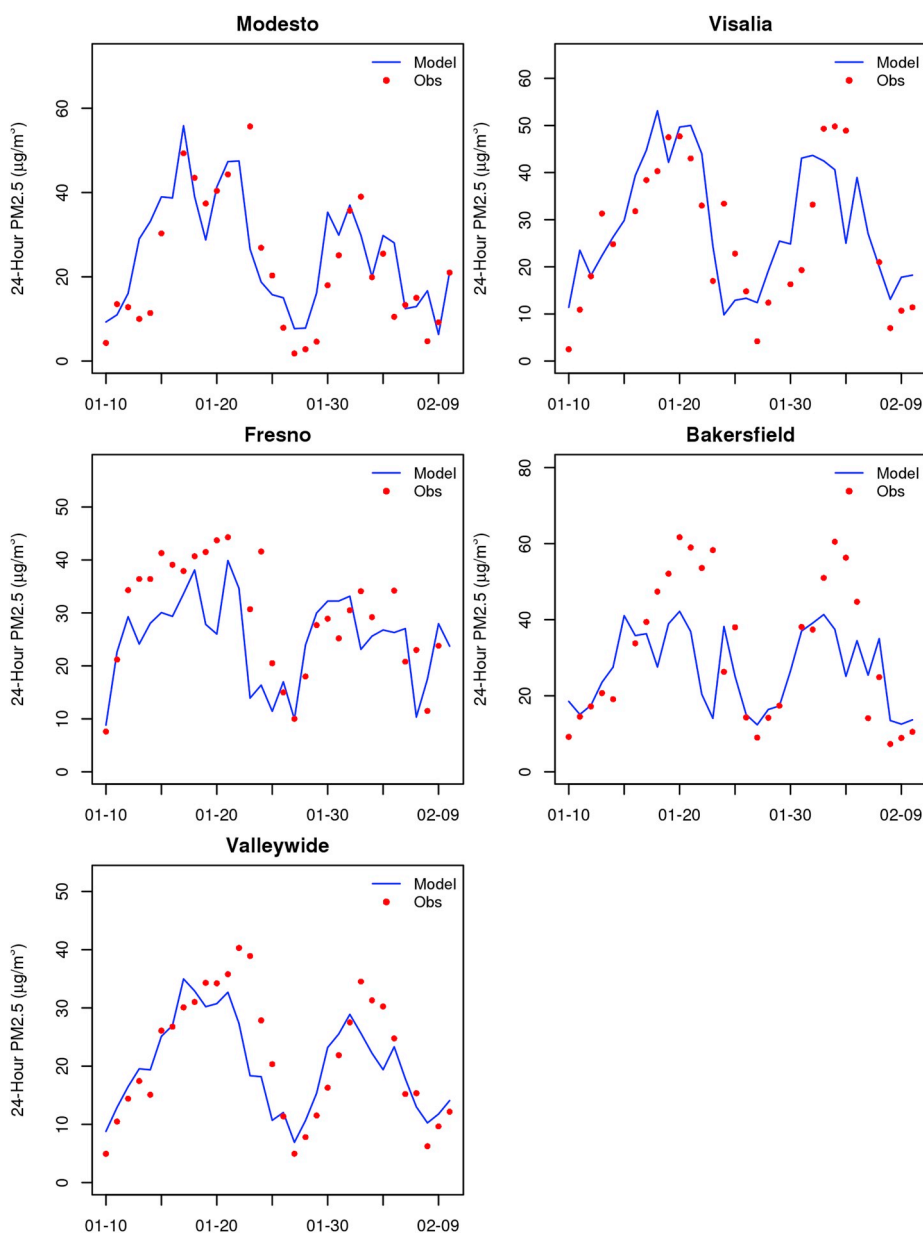 Modesto
Model
Obs
24-Hour PM2.5 (μg/m³)
0
20
40
60
01-10
01-20
01-30
02-09
Visalia
Model
Obs
24-Hour PM2.5 (μg/m³)
0
10
20
30
40
50
60
01-10
01-20
01-30
02-09
Fresno
Model
Obs
24-Hour PM2.5 (μg/m³)
0
10
20
30
40
50
01-10
01-20
01-30
02-09
Bakersfield
Model
Obs
24-Hour PM2.5 (μg/m³)
0
20
40
60
80
01-10
01-20
01-30
02-09
Valleywide
Model
Obs
24-Hour PM2.5 (μg/m³)
0
10
20
30
40
50
01-10
01-20
01-30
02-09